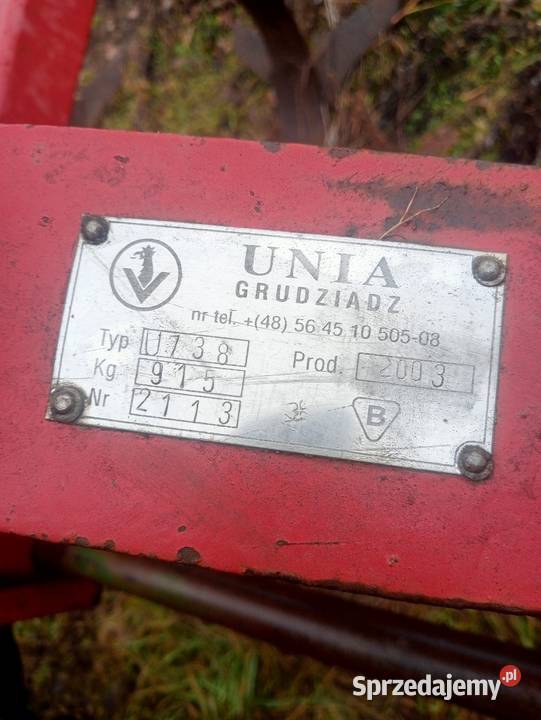 UNIA
GRUDZIADZ
nr tel. +(48) 56 45 10 505-08
Typ U738 Prod. 2003
Kg 915
Nr 2113 B
Sprzedajemy.pl